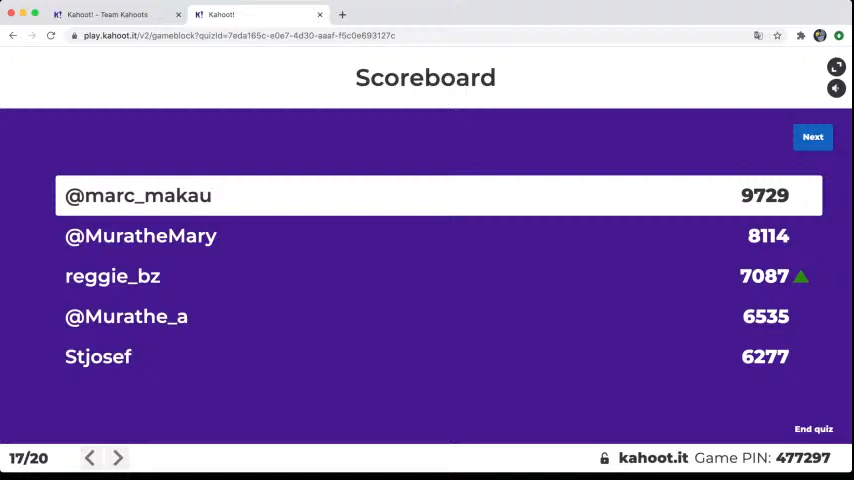 Kahoot! - Team Kahoots
Kahoot!
play.kahoot.it/v2/gameblock?quizId=7eda165c-e0e7-4d30-aaaf-f5c0e693127c
Scoreboard
Next
@marc_makau 9729
@MuratheMary 8114
reggie_bz 7087
@Murathe_a 6535
Stjosef 6277
End quiz
17/20
kahoot.it Game PIN: 477297